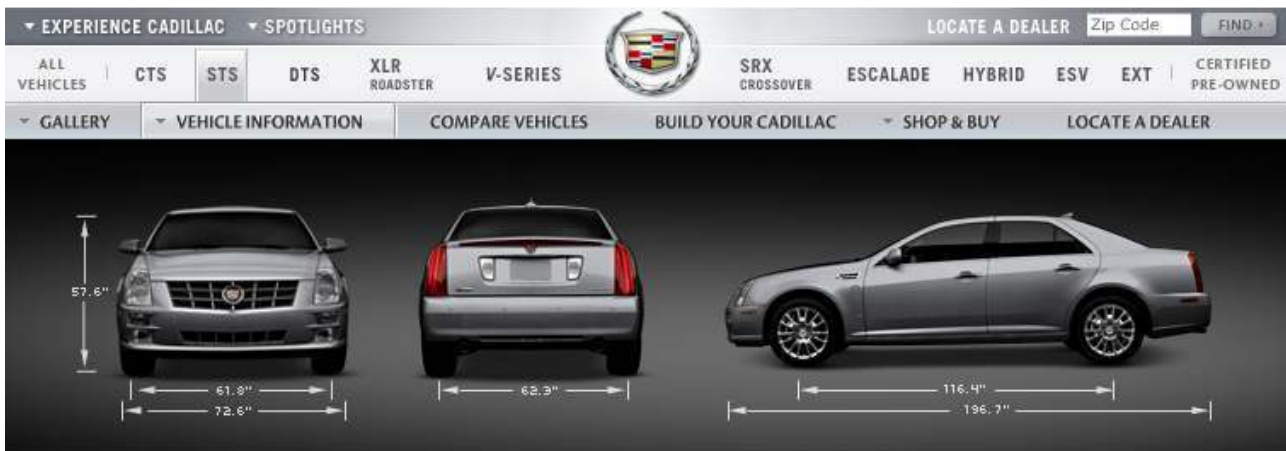 EXPERIENCE CADILLAC SPOTLIGHTS LOCATE A DEALER Zip Code FIND
ALL VEHICLES CTS STS DTS XLR ROADSTER V-SERIES SRX CROSSOVER ESCALADE HYBRID ESV EXT CERTIFIED PRE-OWNED
GALLERY VEHICLE INFORMATION COMPARE VEHICLES BUILD YOUR CADILLAC SHOP & BUY LOCATE A DEALER
57.6"
61.8" 62.3" 116.4"
72.6" 196.7"